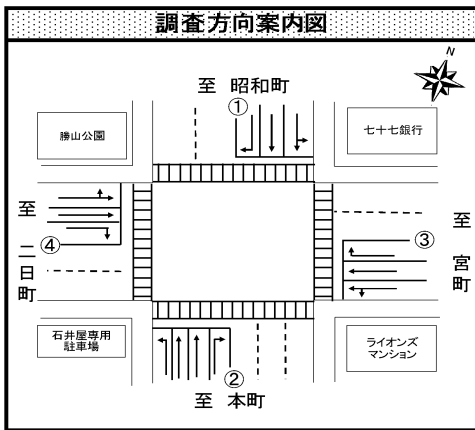 調査方向案内図
N
至 昭和町
①
勝山公園
七十七銀行
至 二日町
④
③
至 宮町
石井屋専用
駐車場
ライオンズ
マンション
②
至 本町